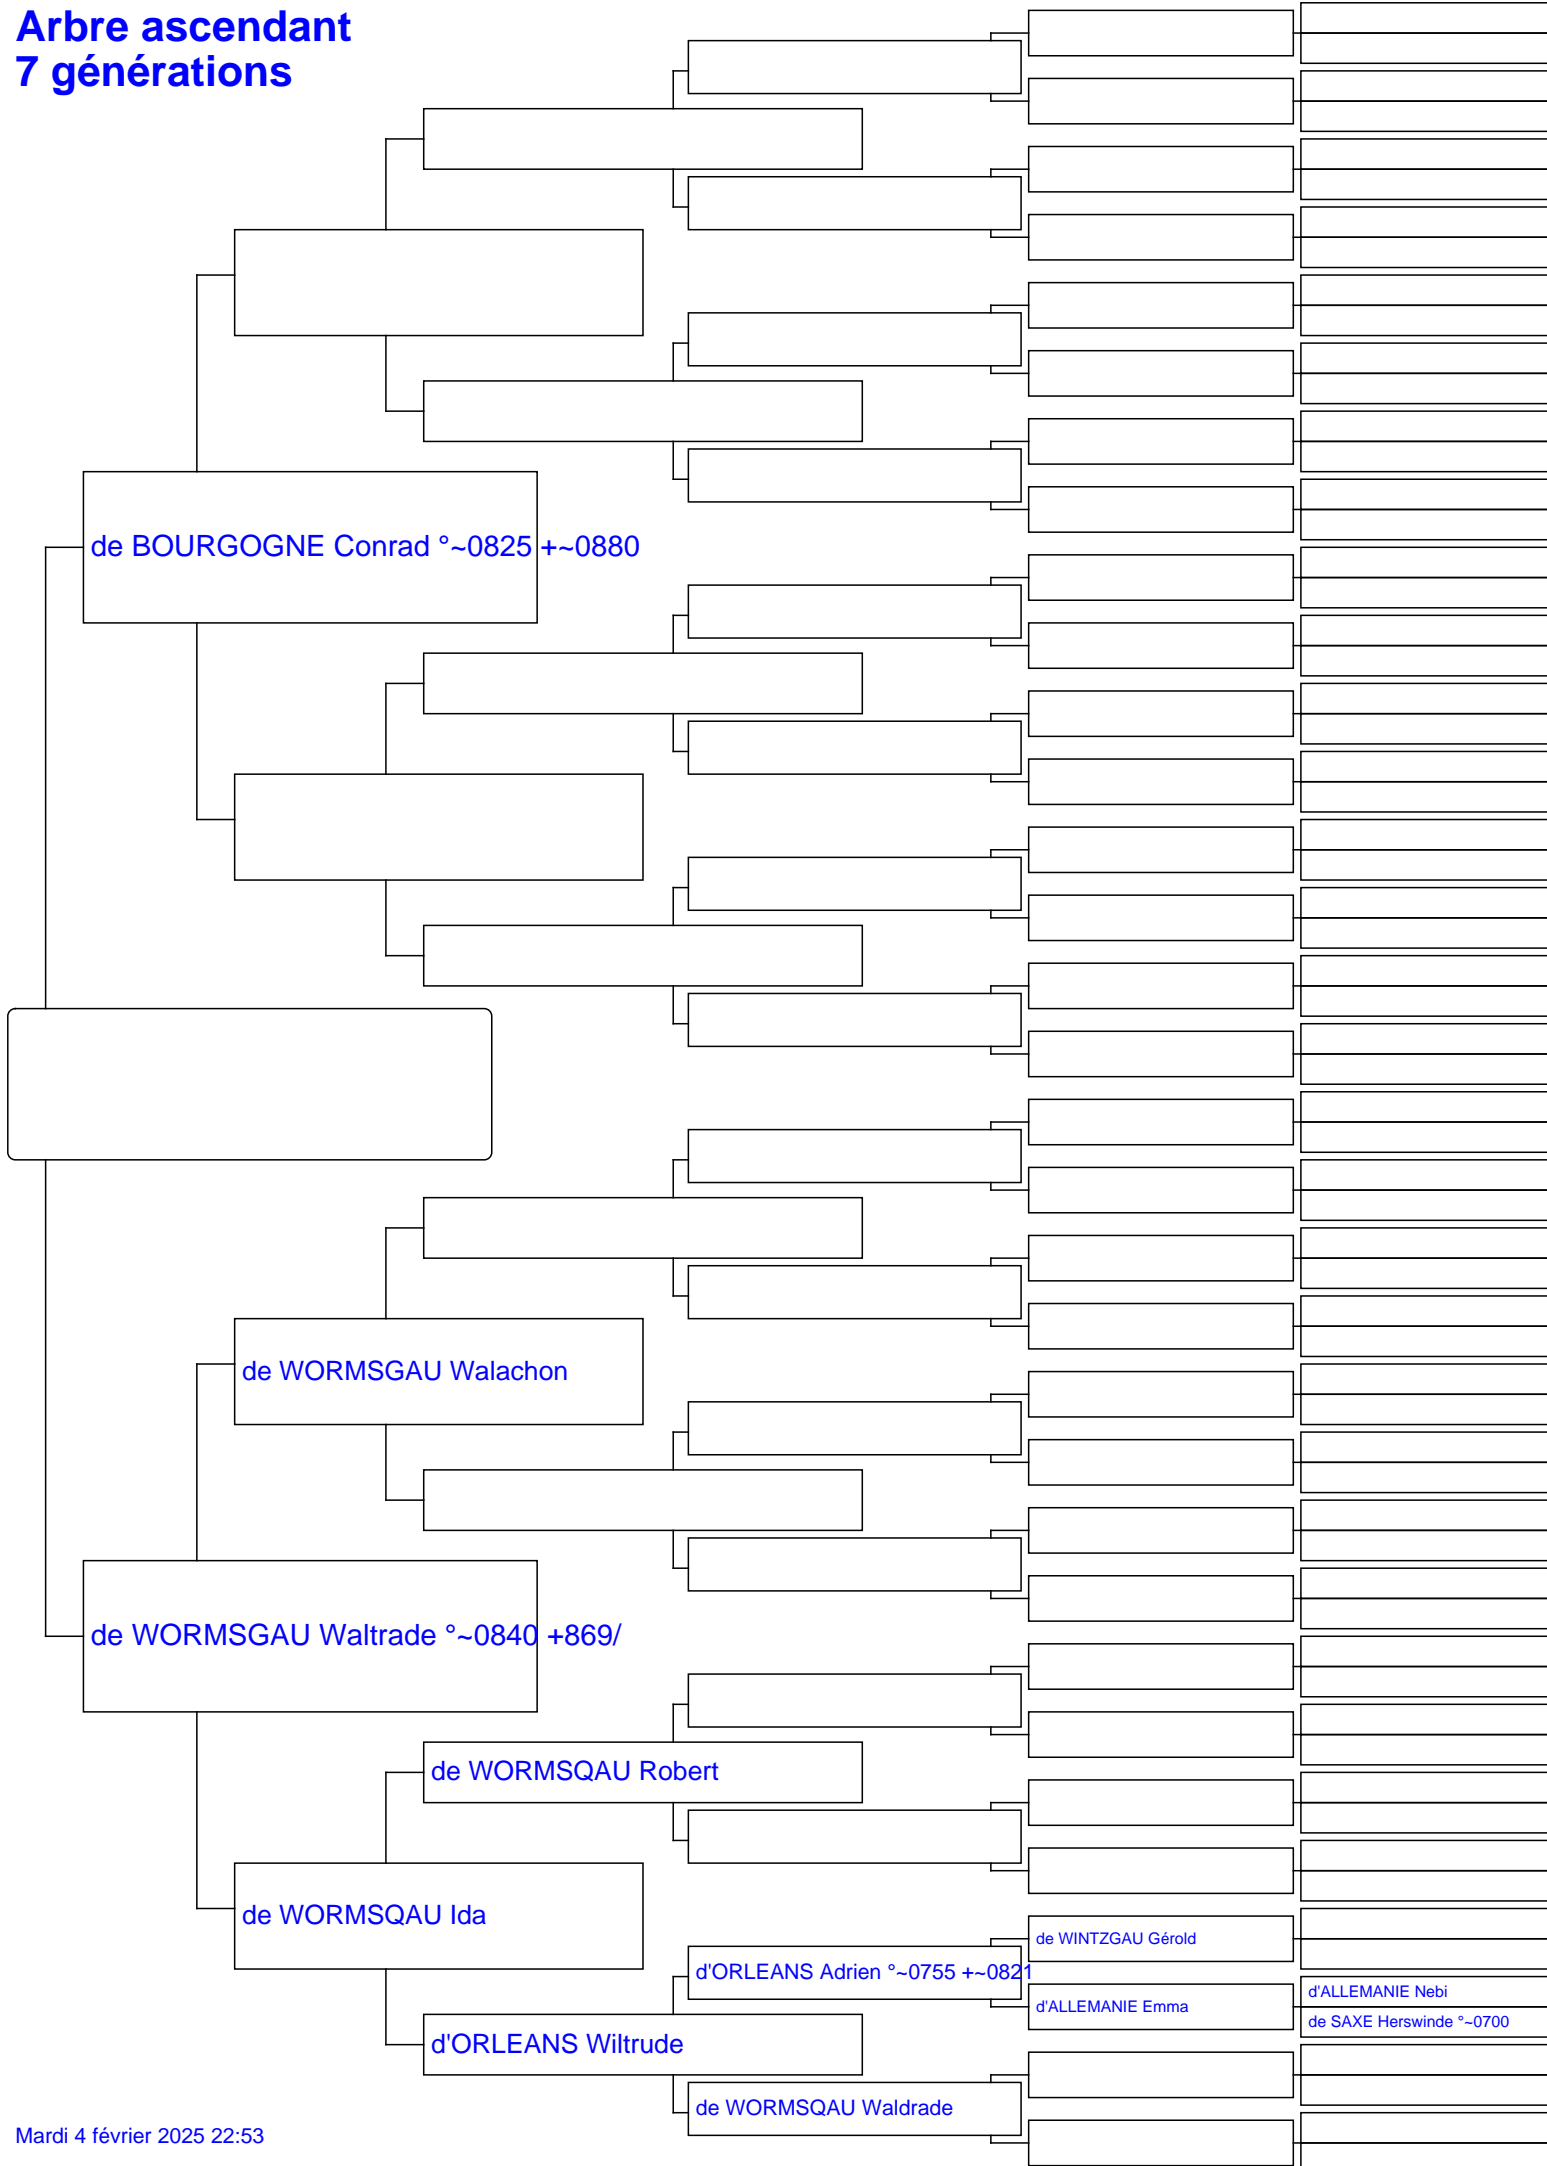 Arbre ascendant
7 générations
de BOURGOGNE Conrad °~0825 +~0880
de WORMSGAU Walachon
de WORMSGAU Waltrade °~0840 +869/
de WORMSQAU Robert
de WORMSQAU Ida
de WINTZGAU Gérold
d'ORLEANS Adrien °~0755 +~0821
d'ALLEMANIE Nebi
d'ALLEMANIE Emma
de SAXE Herswinde °~0700
d'ORLEANS Wiltrude
de WORMSQAU Waldrade
Mardi 4 février 2025 22:53